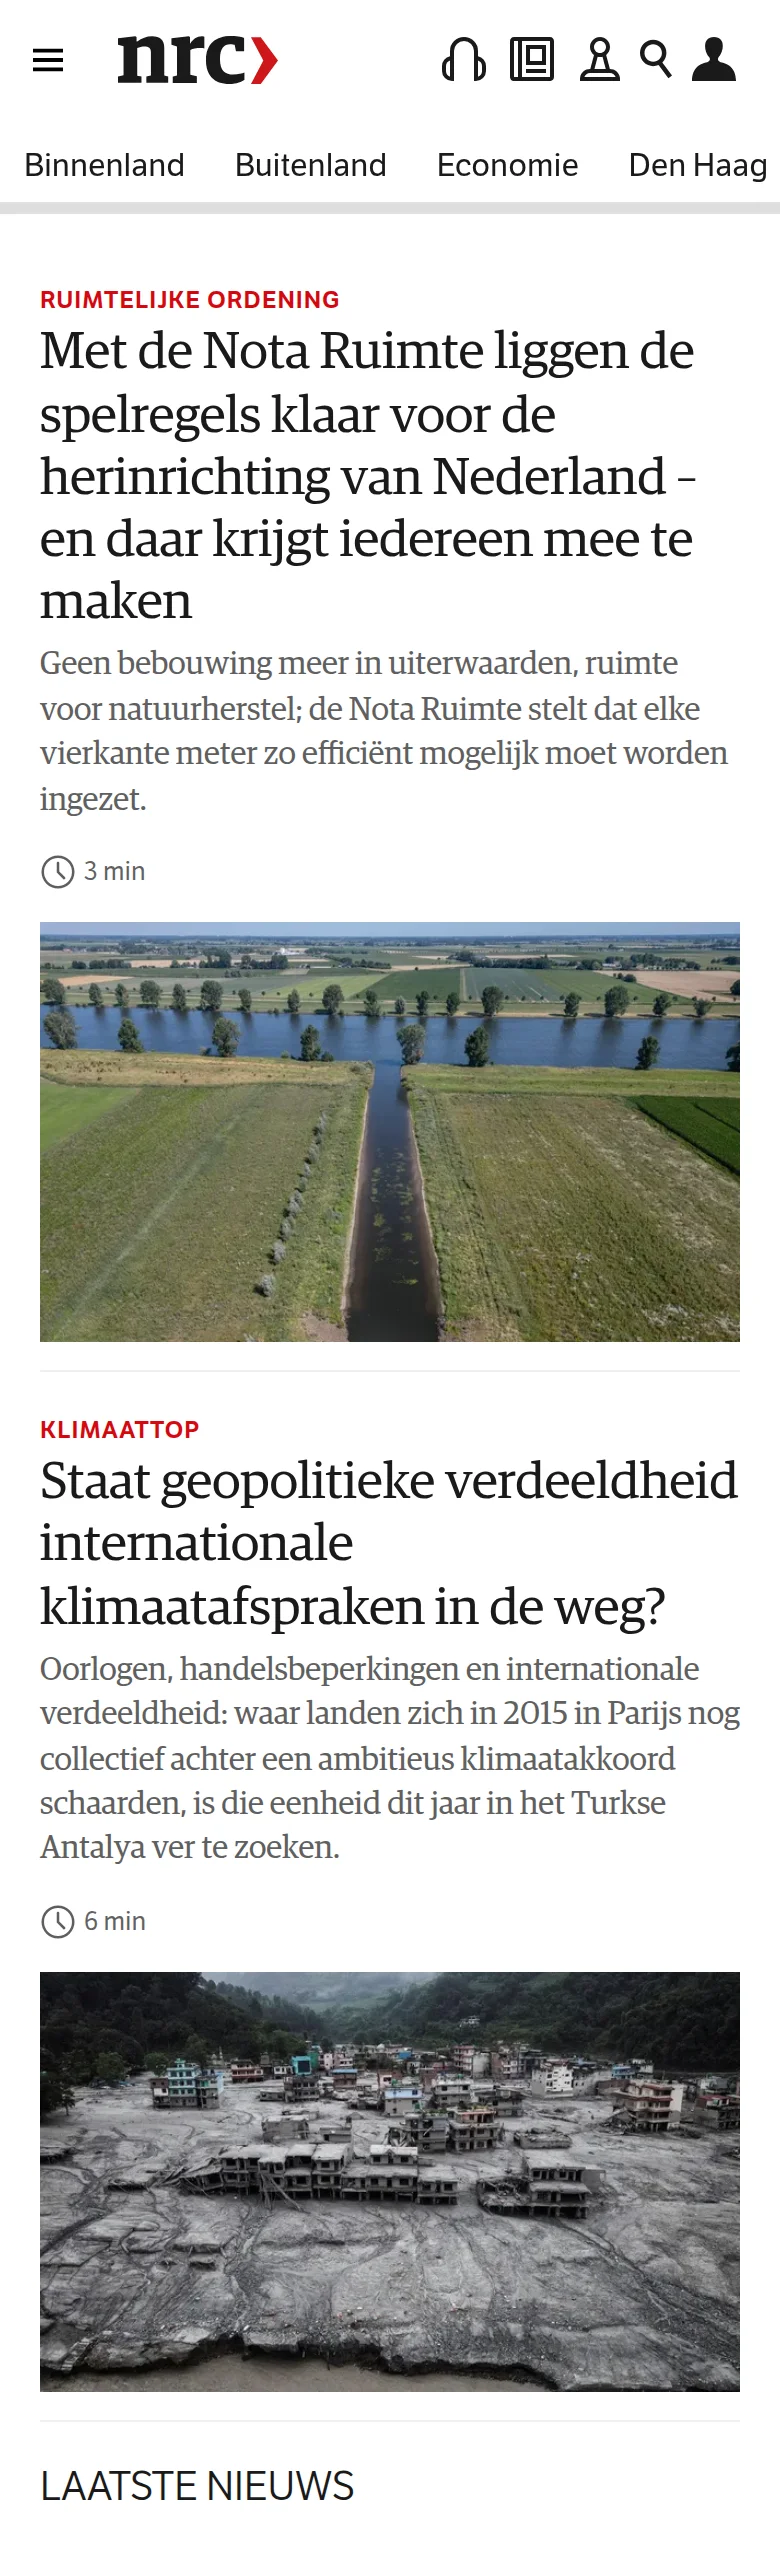 nrc
Binnenland Buitenland Economie Den Haag
RUIMTELIJKE ORDENING
Met de Nota Ruimte liggen de
spelregels klaar voor de
herinrichting van Nederland –
en daar krijgt iedereen mee te
maken
Geen bebouwing meer in uiterwaarden, ruimte
voor natuurherstel; de Nota Ruimte stelt dat elke
vierkante meter zo efficiënt mogelijk moet worden
ingezet.
3 min
KLIMAATTOP
Staat geopolitieke verdeeldheid
internationale
klimaatafspraken in de weg?
Oorlogen, handelsbeperkingen en internationale
verdeeldheid: waar landen zich in 2015 in Parijs nog
collectief achter een ambitieus klimaatakkoord
schaarden, is die eenheid dit jaar in het Turkse
Antalya ver te zoeken.
6 min
LAATSTE NIEUWS